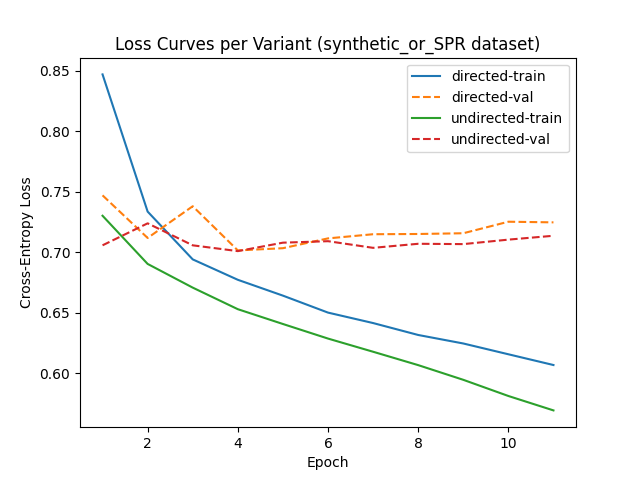 Loss Curves per Variant (synthetic_or_SPR dataset)
0.85
0.80
0.75
0.70
0.65
0.60
Cross-Entropy Loss
directed-train
directed-val
undirected-train
undirected-val
2
4
6
8
10
Epoch